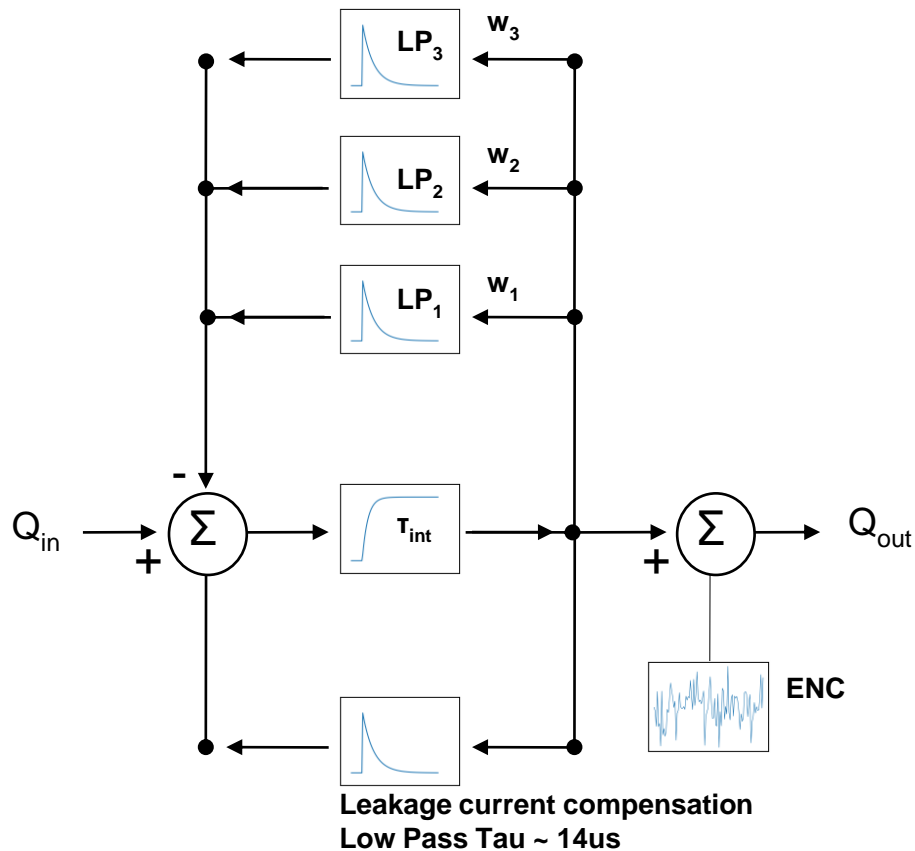 w3
LP3
w2
LP2
w1
LP1
-
Qin
+
Σ
τint
+
Σ
Qout
ENC
Leakage current compensation
Low Pass Tau ~ 14us